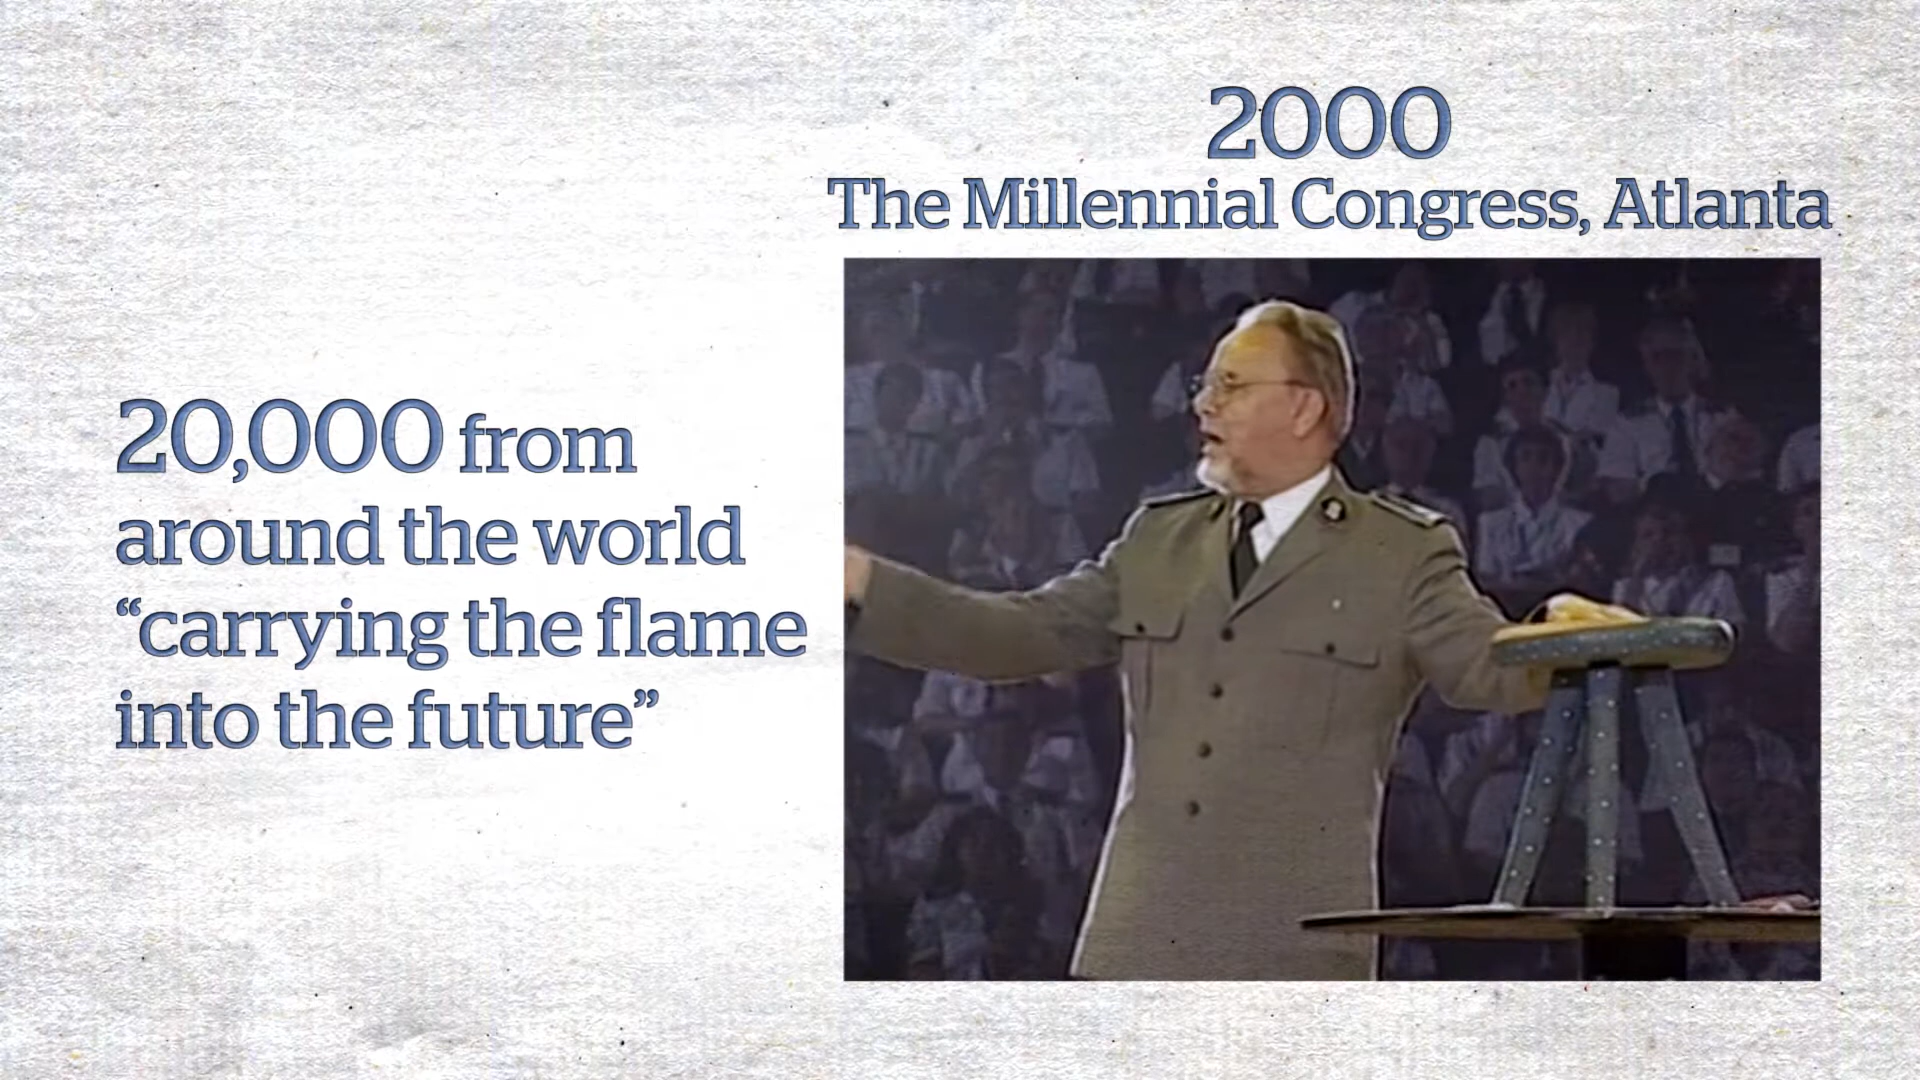 2000
The Millennial Congress, Atlanta
20,000 from
around the world
“carrying the flame
into the future”